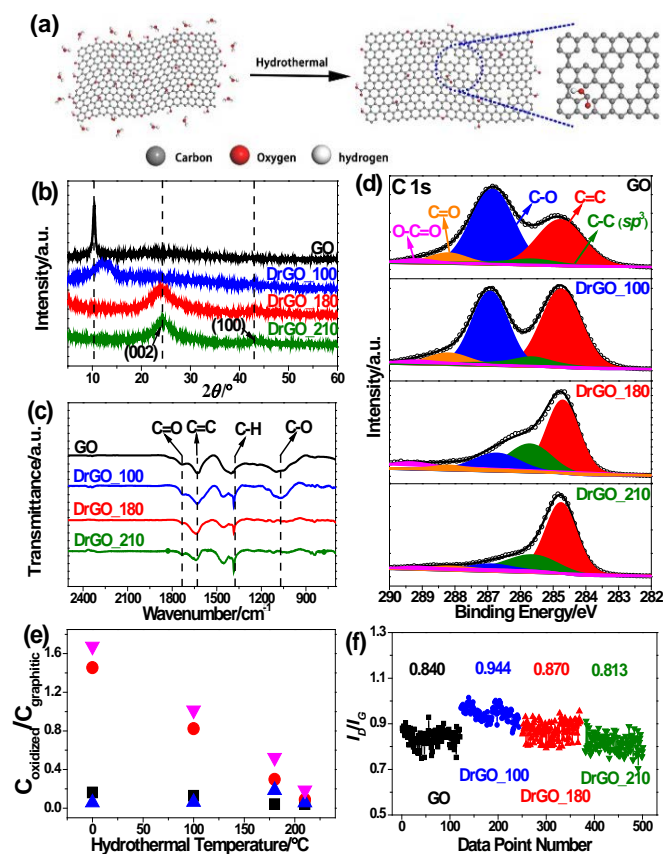 (a)
Hydrothermal
Carbon Oxygen hydrogen
(b)
Intensity/a.u.
GO
DrGO_100
DrGO_180
DrGO_210
(002)
(100)
10 20 30 40 50 60
2θ/°
(c)
Transmittance/a.u.
C=O C=C C-H C-O
GO
DrGO_100
DrGO_180
DrGO_210
2400 2100 1800 1500 1200 900
Wavenumber/cm-1
(d)
Intensity/a.u.
C 1s
GO
O-C=O
C=O
C-O
C=C
C-C (sp3)
DrGO_100
DrGO_180
DrGO_210
290 289 288 287 286 285 284 283 282
Binding Energy/eV
(e)
Coxidized/Cgraphitic
1.6
1.2
0.8
0.4
0.0
0 50 100 150 200
Hydrothermal Temperature/ºC
(f)
ID/IG
1.3
1.1
0.9
0.7
0.5
0.840 0.944 0.870 0.813
GO
DrGO_100
DrGO_180
DrGO_210
0 100 200 300 400 500
Data Point Number